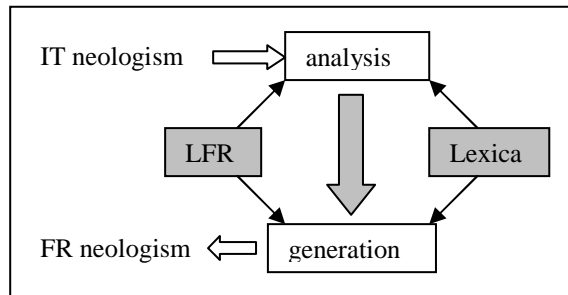 IT neologism
analysis
LFR
Lexica
FR neologism
generation